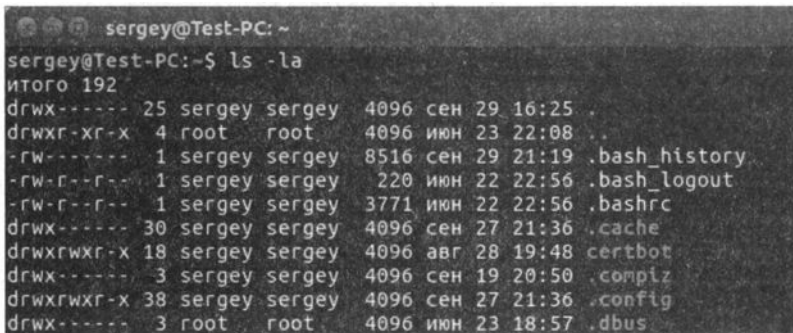 sergey@Test-PC: ~
sergey@Test-PC:~$ ls -la
итого 192
drwx------ 25 sergey sergey 4096 сен 29 16:25 .
drwxr-xr-x 4 root root 4096 июн 23 22:08 ..
-rw------- 1 sergey sergey 8516 сен 29 21:19 .bash_history
-rw-r--r-- 1 sergey sergey 220 июн 22 22:56 .bash_logout
-rw-r--r-- 1 sergey sergey 3771 июн 22 22:56 .bashrc
drwx------ 30 sergey sergey 4096 сен 27 21:36 .cache
drwxrwxr-x 18 sergey sergey 4096 авг 28 19:48 certbot
drwx------ 3 sergey sergey 4096 сен 19 20:50 .compiz
drwxrwxr-x 38 sergey sergey 4096 сен 27 21:36 .config
drwx------ 3 root root 4096 июн 23 18:57 .dbus